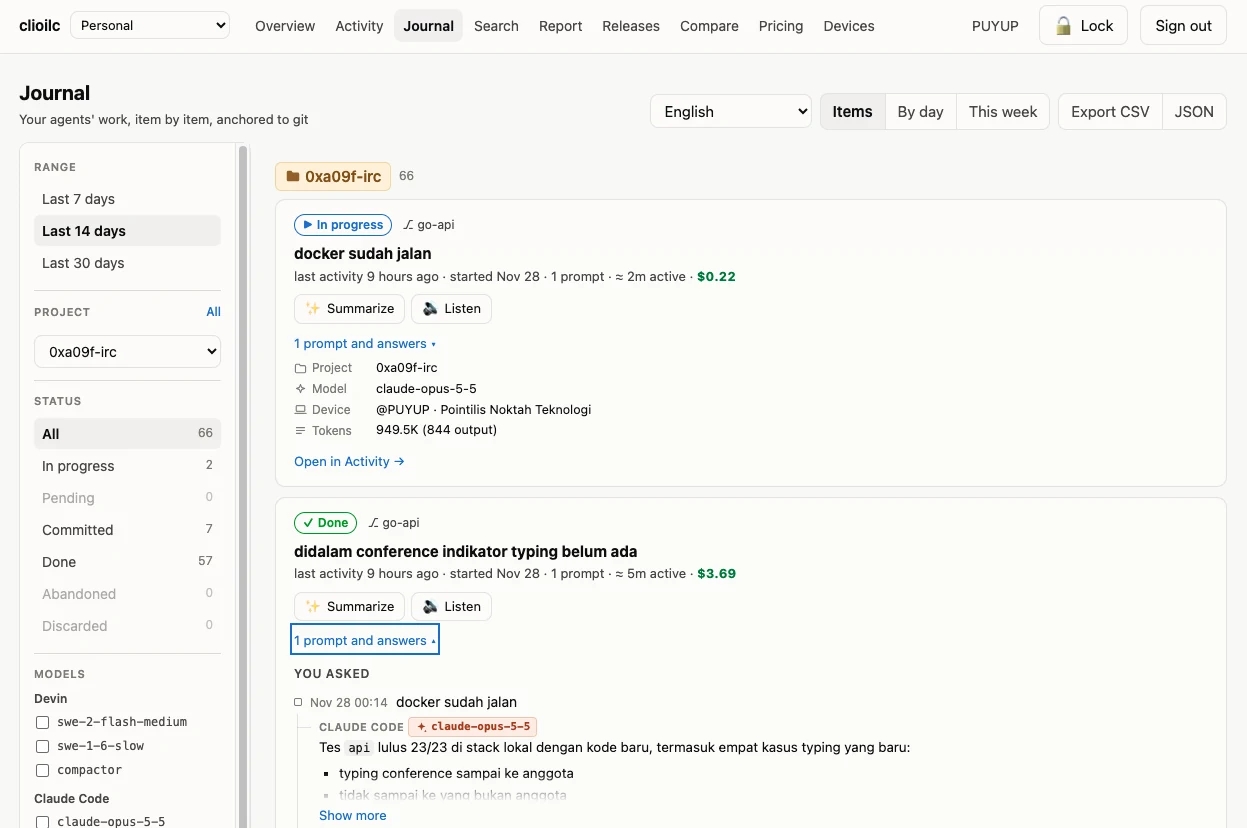 clioilc Personal Overview Activity Journal Search Report Releases Compare Pricing Devices PUYUP Lock Sign out
Journal
Your agents' work, item by item, anchored to git
English Items By day This week Export CSV JSON
RANGE
Last 7 days
Last 14 days
Last 30 days
PROJECT All
0xa09f-irc
STATUS
All 66
In progress 2
Pending 0
Committed 7
Done 57
Abandoned 0
Discarded 0
MODELS
Devin
swe-2-flash-medium
swe-1-6-slow
compactor
Claude Code
claude-opus-5-5
0xa09f-irc 66
In progress go-api
docker sudah jalan
last activity 9 hours ago · started Nov 28 · 1 prompt · ≈ 2m active · $0.22
Summarize Listen
1 prompt and answers
Project 0xa09f-irc
Model claude-opus-5-5
Device @PUYUP · Pointilis Noktah Teknologi
Tokens 949.5K (844 output)
Open in Activity →
Done go-api
didalam conference indikator typing belum ada
last activity 9 hours ago · started Nov 28 · 1 prompt · ≈ 5m active · $3.69
Summarize Listen
1 prompt and answers
YOU ASKED
Nov 28 00:14 docker sudah jalan
CLAUDE CODE claude-opus-5-5
Tes api lulus 23/23 di stack lokal dengan kode baru, termasuk empat kasus typing yang baru:
typing conference sampai ke anggota
tidak sampai ke yang bukan anggota
Show more